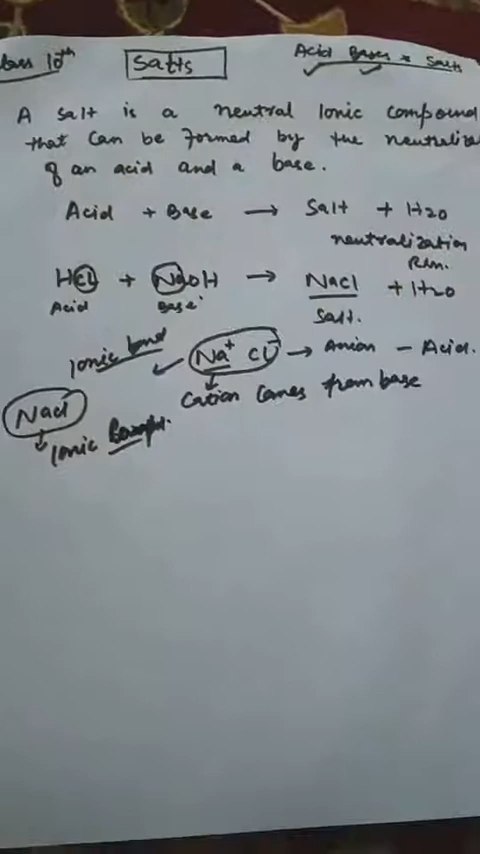 Class 10th
Salts
Acid Bases & Salts
A salt is a neutral Ionic compound
that can be formed by the neutraliza
of an acid and a base.
Acid + Base → Salt + H2O
neutralization
Rxn.
HCl + NaOH → NaCl + H2O
Acid Base Salt.
Ionic bond
Na+ Cl- → Anion - Acid.
Cation comes from base
NaCl
Ionic